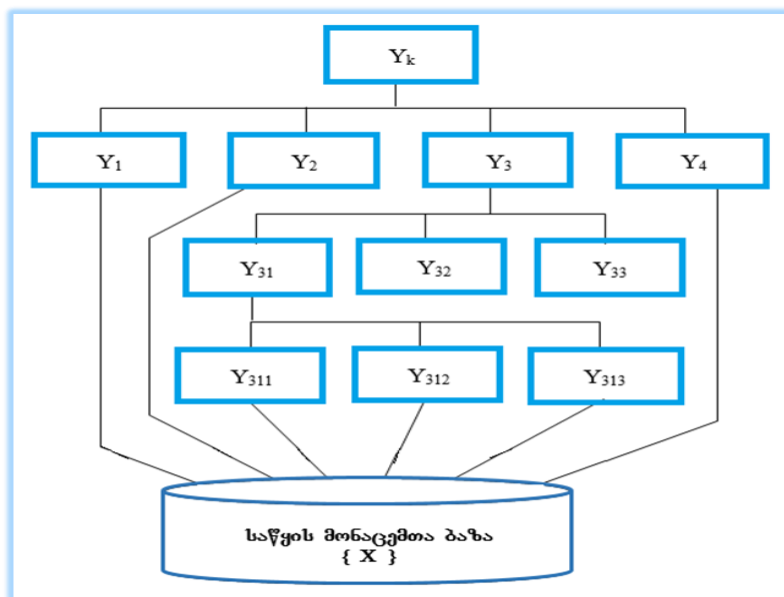 Yₖ
Y₁ Y₂ Y₃ Y₄
Y₃₁ Y₃₂ Y₃₃
Y₃₁₁ Y₃₁₂ Y₃₁₃
საწყის მონაცემთა ბაზა
{ X }